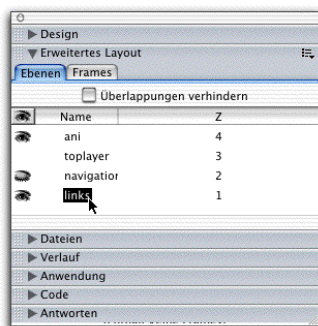 Design
Erweitertes Layout
Ebenen Frames
Überlappungen verhindern
Name Z
ani 4
toplayer 3
navigation 2
links 1
Dateien
Verlauf
Anwendung
Code
Antworten